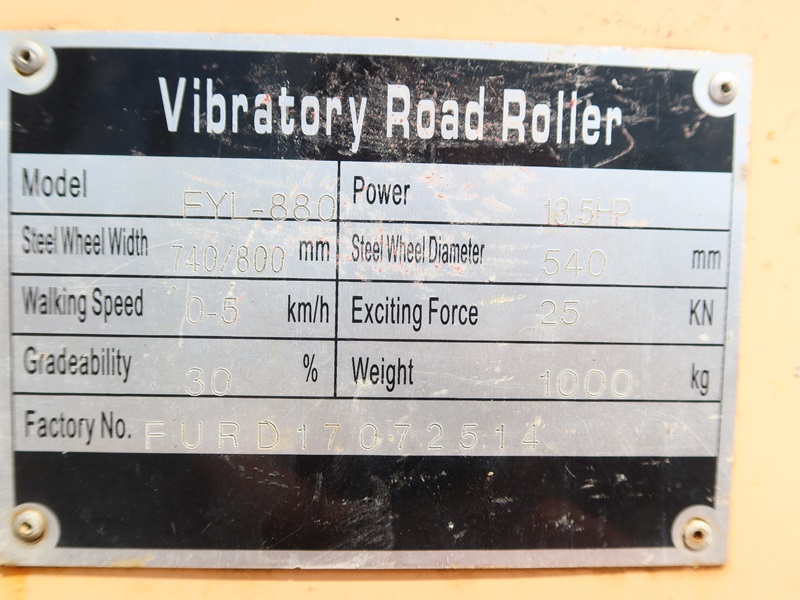 Vibratory Road Roller
Model FYL-880 Power 13.5HP
Steel Wheel Width 740/800 mm Steel Wheel Diameter 540 mm
Walking Speed 0-5 km/h Exciting Force 25 KN
Gradeability 30 % Weight 1000 kg
Factory No. FURD17072514